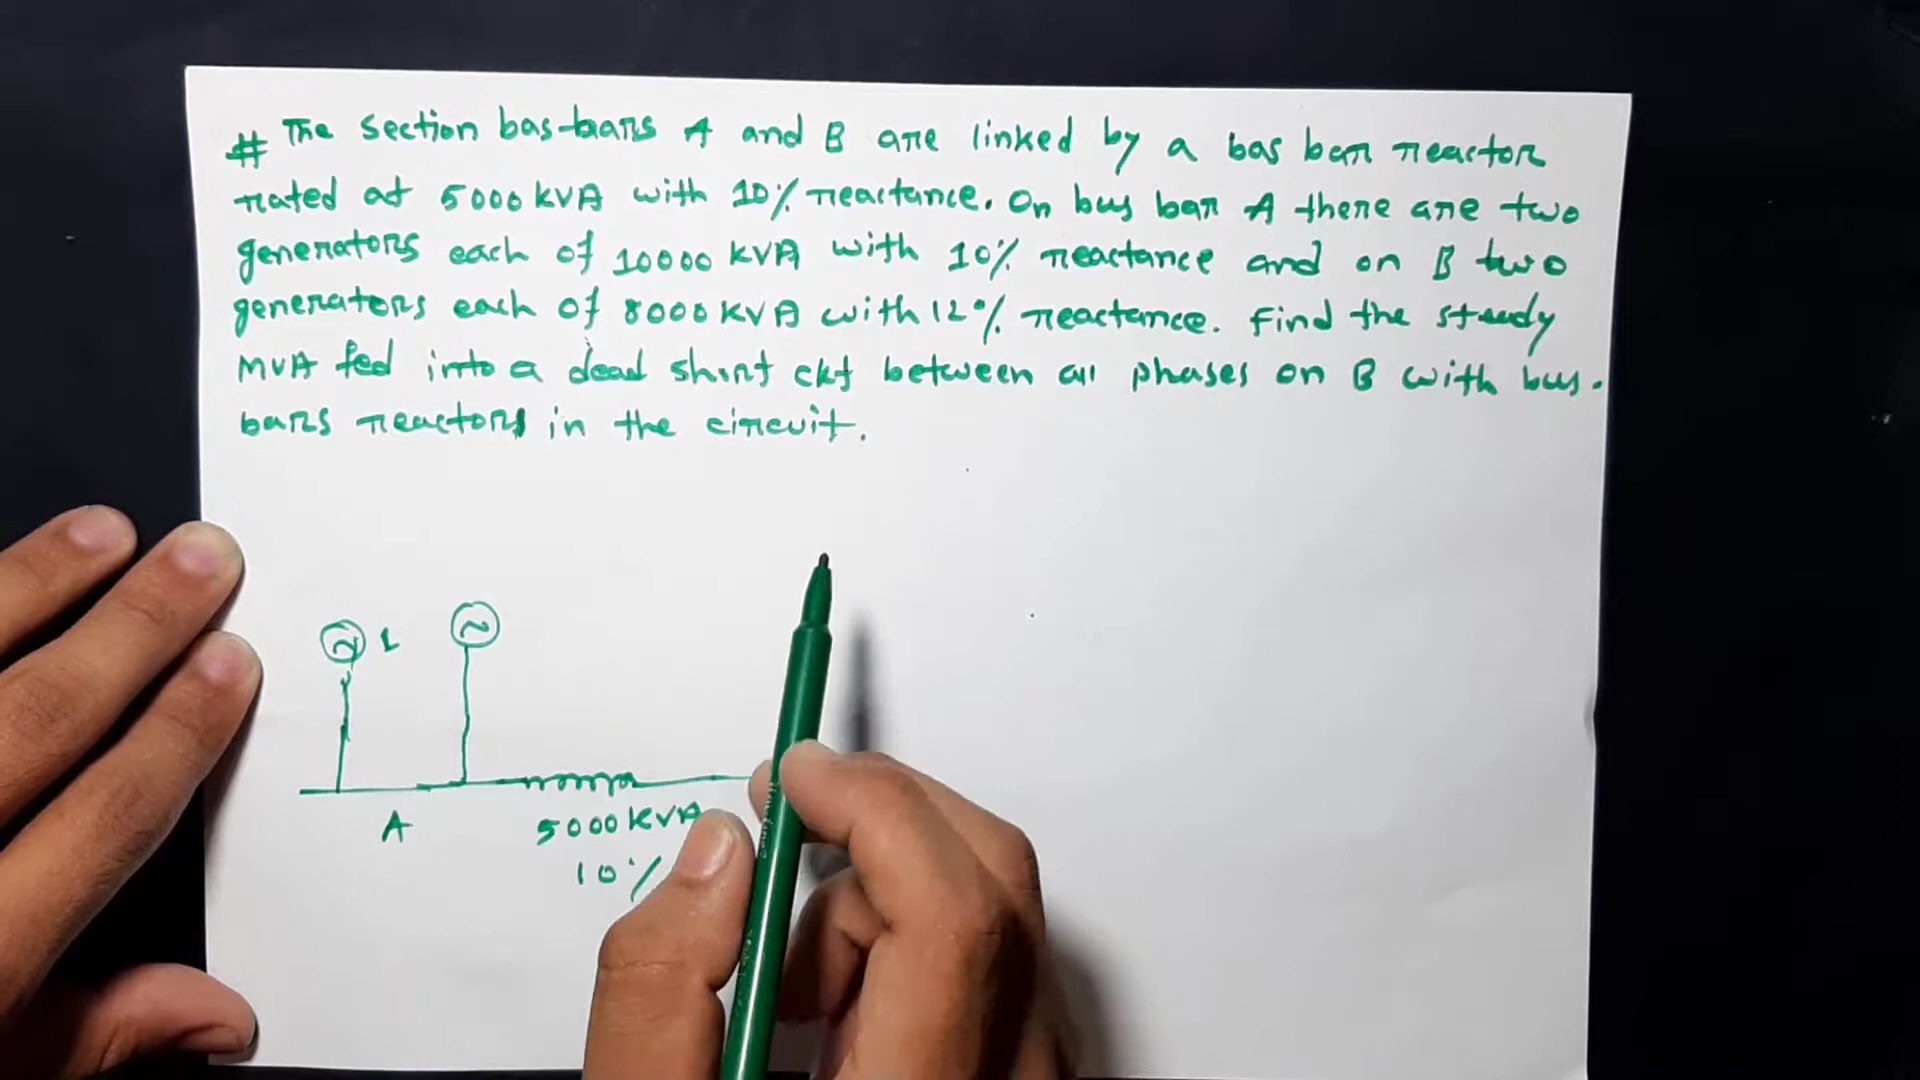 # The section bas-bars A and B are linked by a bas bar reactor
rated at 5000 KVA with 10% reactance. On bus bar A there are two
generators each of 10000 KVA with 10% reactance and on B two
generators each of 8000 KVA with 12% reactance. Find the steady
MVA fed into a dead short ckt between all phases on B with bus.
bars reactors in the circuit.
~ 1 ~
A
5000 KVA
10%